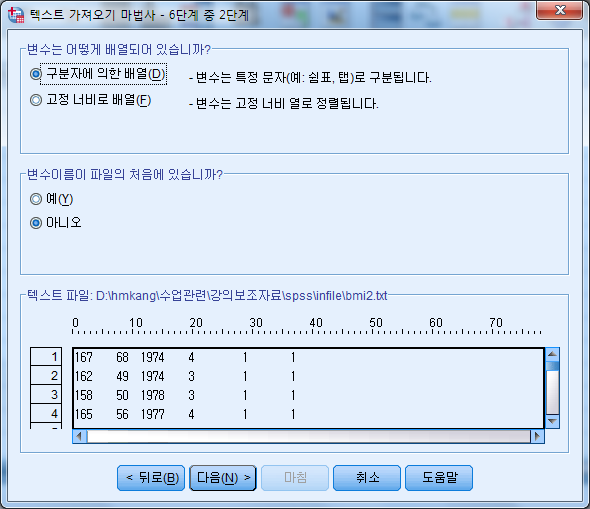 텍스트 가져오기 마법사 - 6단계 중 2단계
변수는 어떻게 배열되어 있습니까?
구분자에 의한 배열(D) - 변수는 특정 문자(예: 쉼표, 탭)로 구분됩니다.
고정 너비로 배열(F) - 변수는 고정 너비 열로 정렬됩니다.
변수이름이 파일의 처음에 있습니까?
예(Y)
아니오
텍스트 파일: D:\hmkang\수업관련\강의보조자료\spss\infile\bmi2.txt
0 10 20 30 40 50 60 70
1 167 68 1974 4 1 1
2 162 49 1974 3 1 1
3 158 50 1978 3 1 1
4 165 56 1977 4 1 1
< 뒤로(B) 다음(N) > 마침 취소 도움말